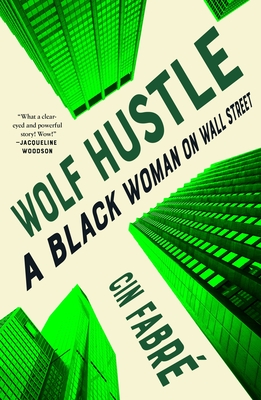 "What a clear-
eyed and powerful
story! Wow!"
—JACQUELINE
WOODSON
WOLF HUSTLE
A BLACK WOMAN ON WALL STREET
CIN FABRÉ